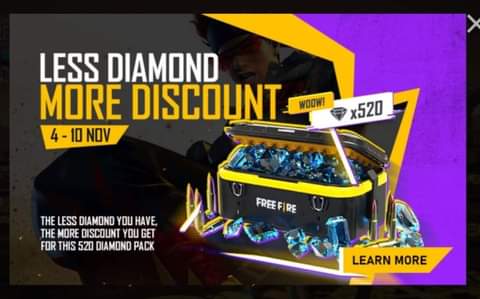 LESS DIAMOND
MORE DISCOUNT
4 - 10 NOV
WOOW!
x520
FREE FIRE
THE LESS DIAMOND YOU HAVE,
THE MORE DISCOUNT YOU GET
FOR THIS 520 DIAMOND PACK
LEARN MORE